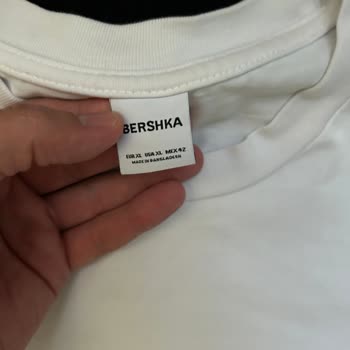 BERSHKA
EUR XL USA XL MEX 42
MADE IN BANGLADESH